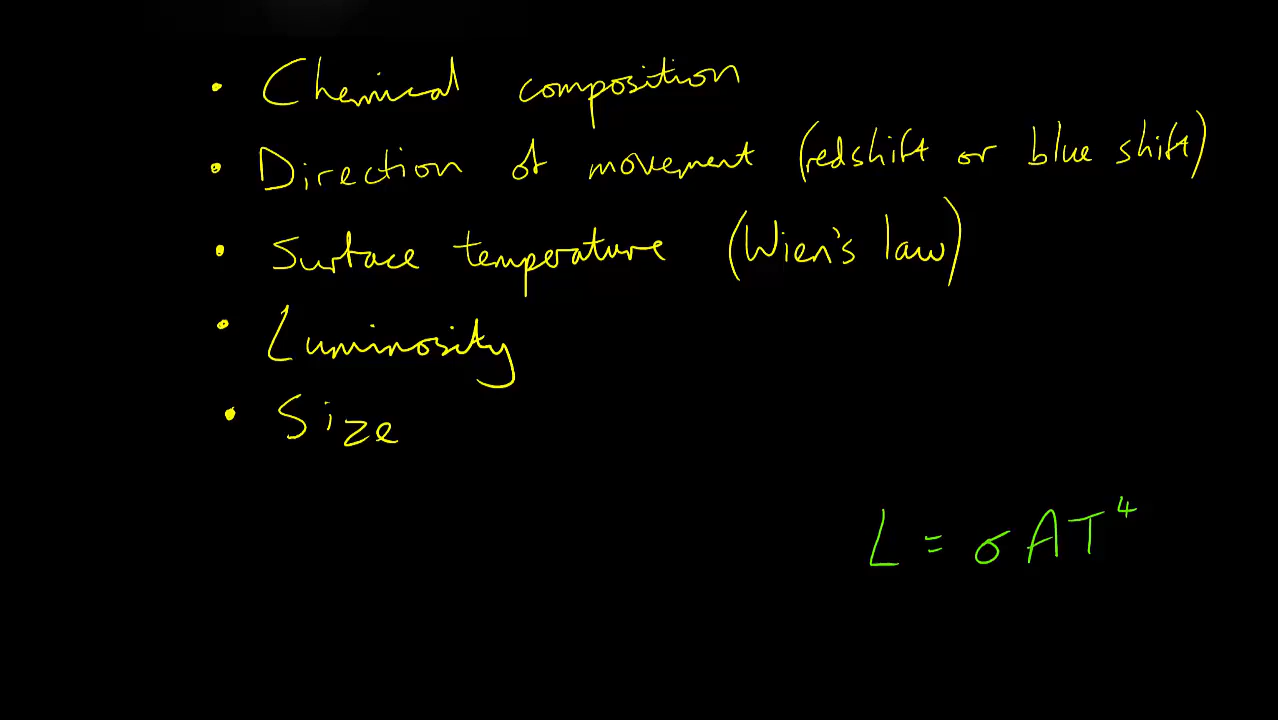 • Chemical composition
• Direction of movement (redshift or blue shift)
• Surface temperature (Wien's law)
• Luminosity
• Size
L = σAT⁴